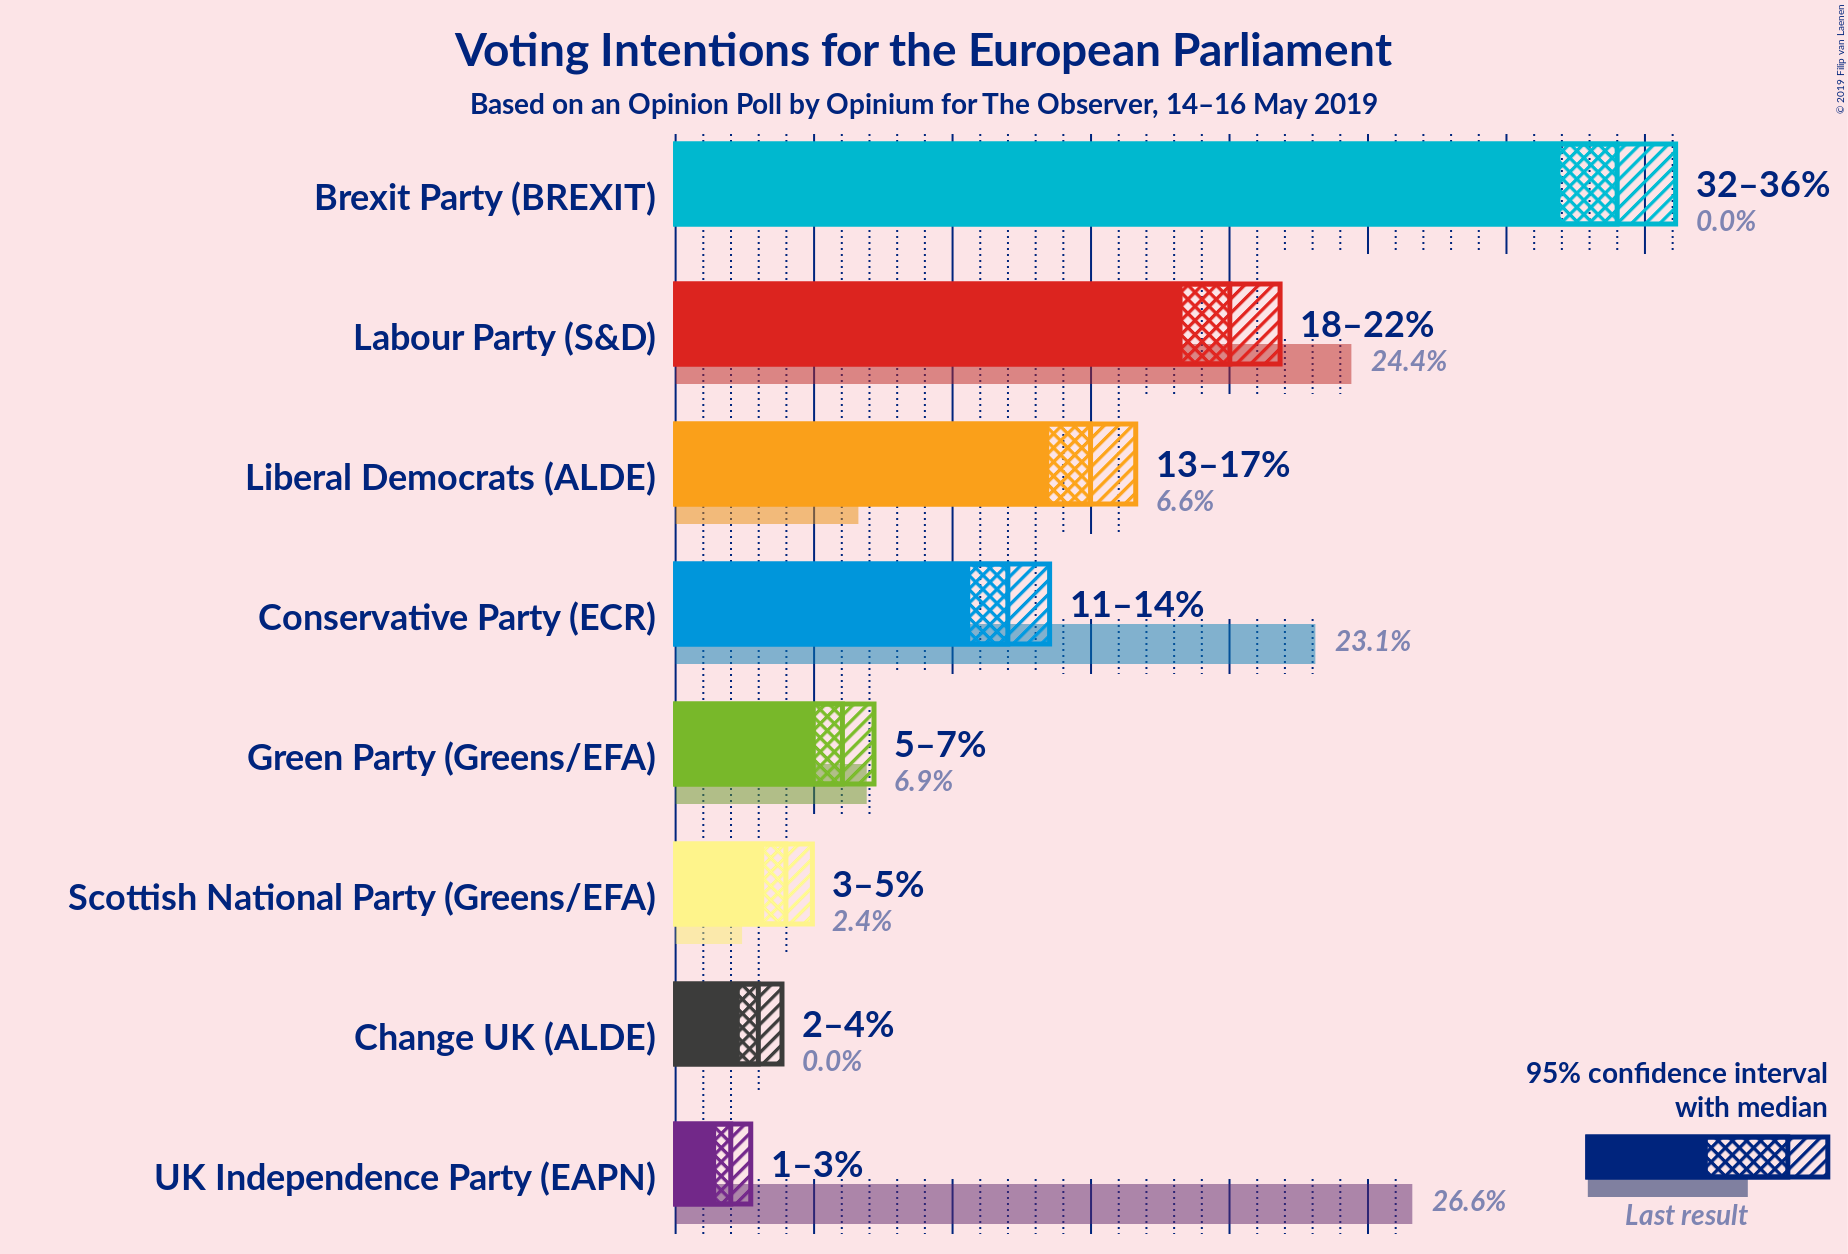 Voting Intentions for the European Parliament
Based on an Opinion Poll by Opinium for The Observer, 14–16 May 2019
© 2019 Filip van Laenen
Brexit Party (BREXIT)
32–36%
0.0%
Labour Party (S&D)
18–22%
24.4%
Liberal Democrats (ALDE)
13–17%
6.6%
Conservative Party (ECR)
11–14%
23.1%
Green Party (Greens/EFA)
5–7%
6.9%
Scottish National Party (Greens/EFA)
3–5%
2.4%
Change UK (ALDE)
2–4%
0.0%
UK Independence Party (EAPN)
1–3%
26.6%
95% confidence interval
with median
Last result